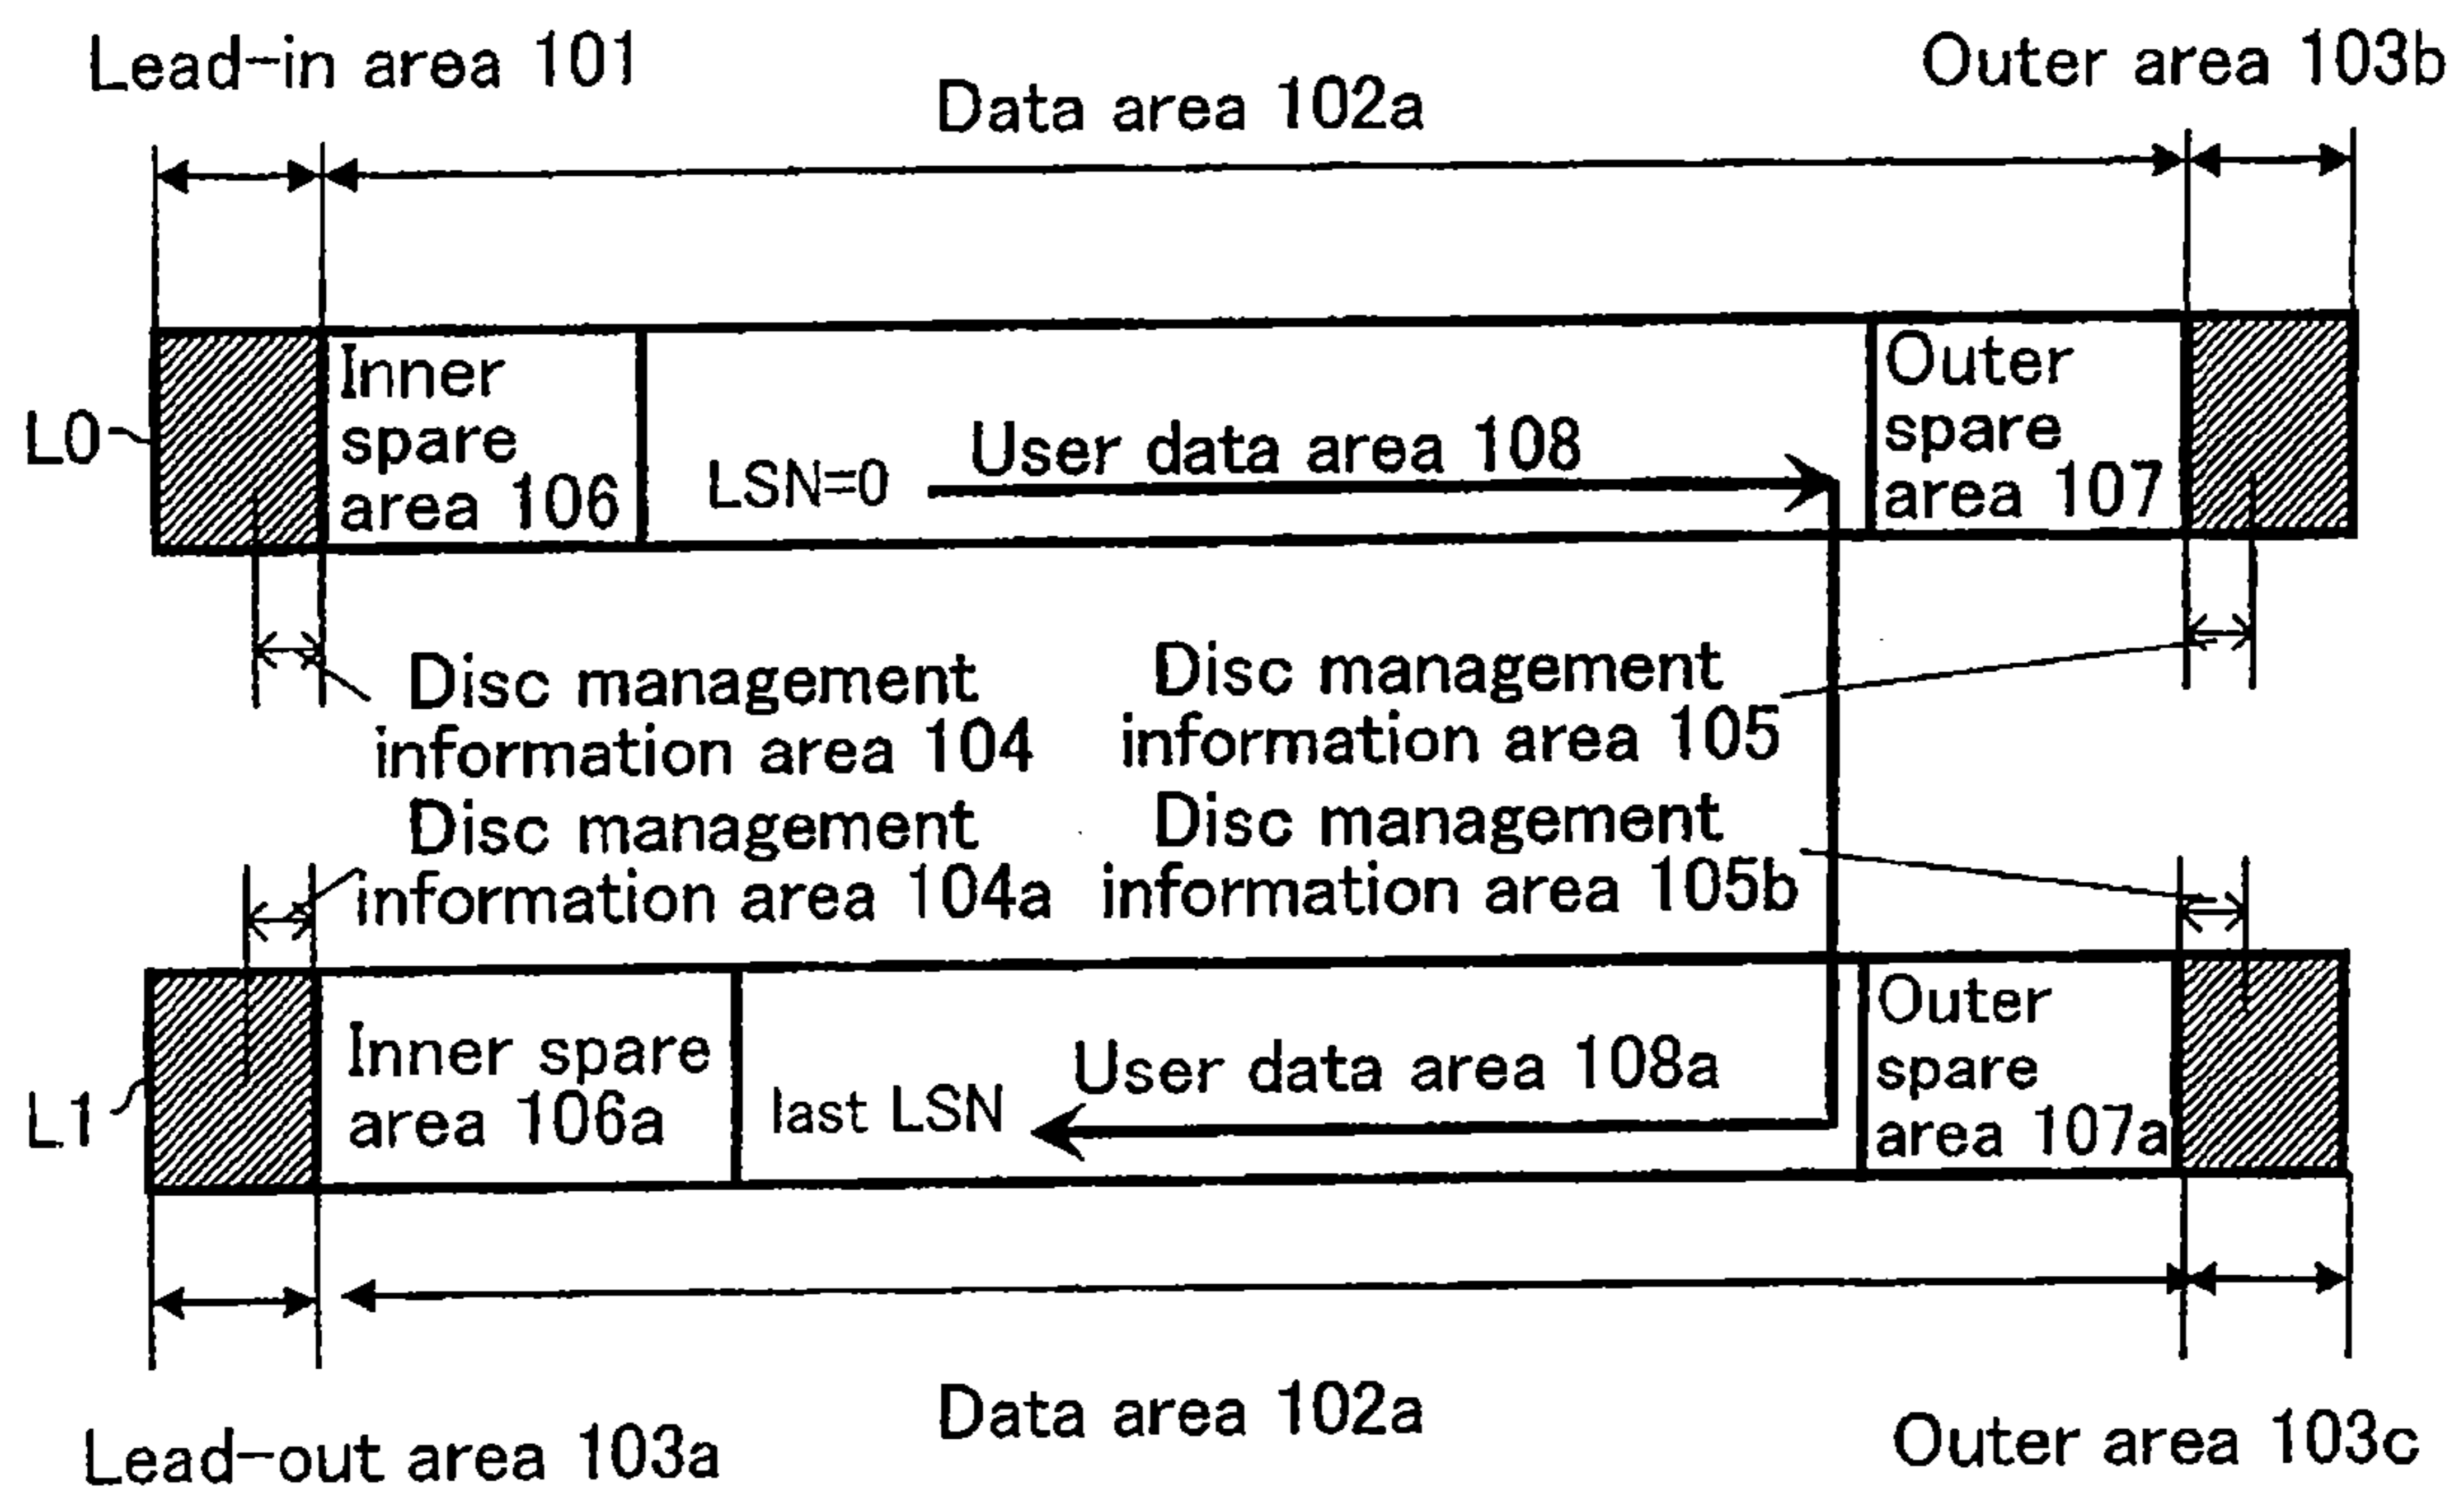 Lead-in area 101
Data area 102a
Outer area 103b
L0
Inner
spare
area 106
LSN=0
User data area 108
Outer
spare
area 107
Disc management
information area 104
Disc management
information area 105
Disc management
information area 104a
Disc management
information area 105b
L1
Inner spare
area 106a
last LSN
User data area 108a
Outer
spare
area 107a
Lead-out area 103a
Data area 102a
Outer area 103c